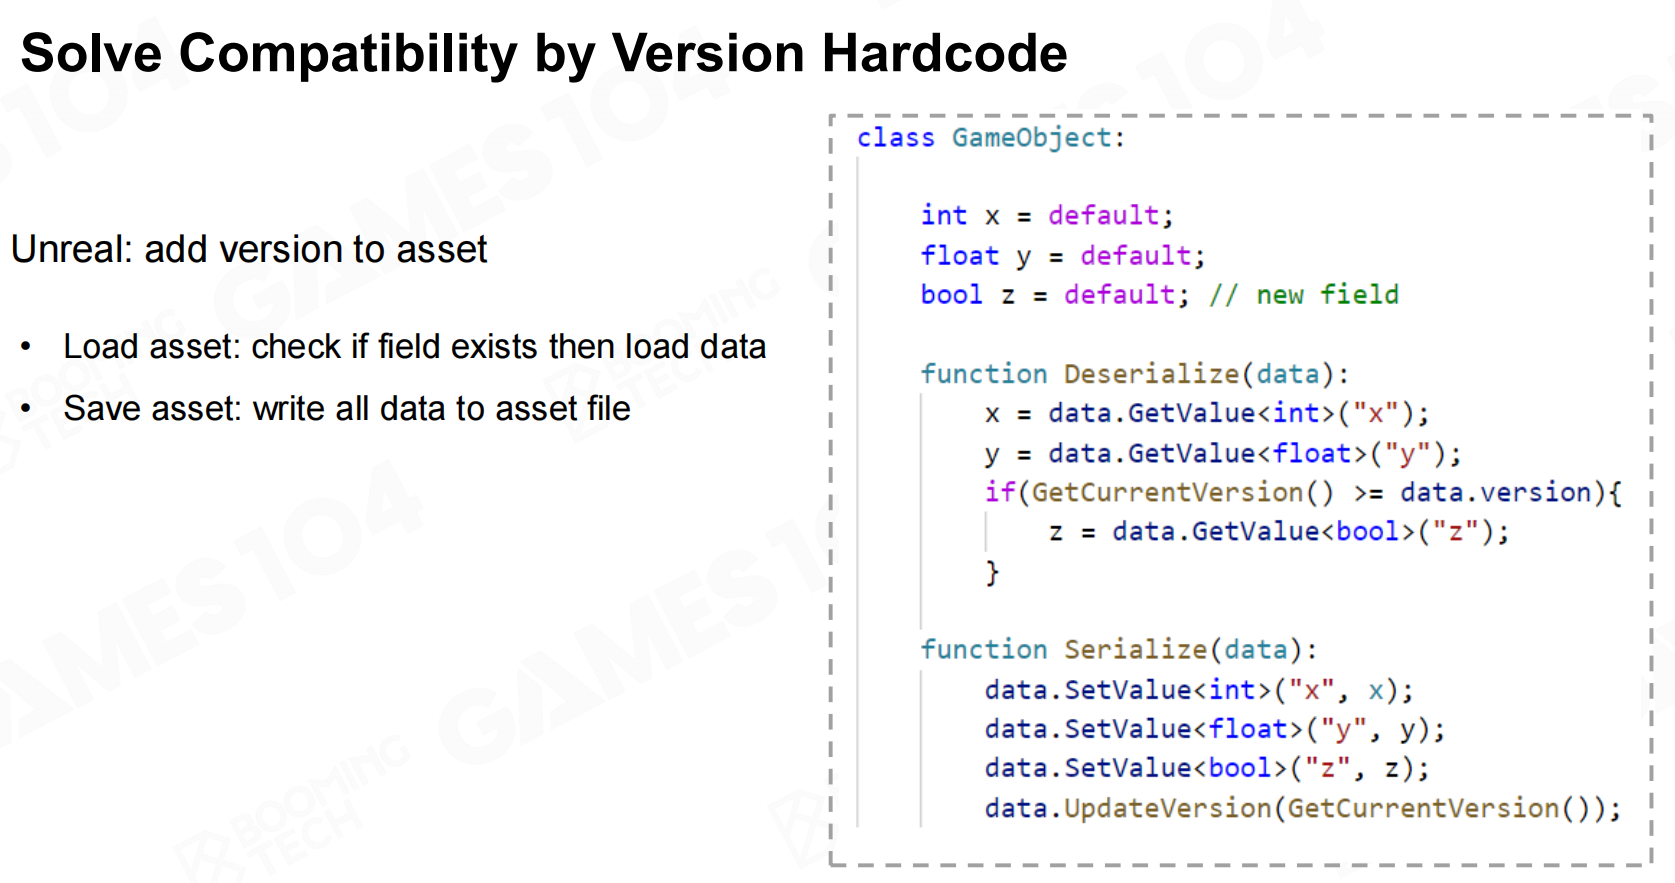 Solve Compatibility by Version Hardcode
Unreal: add version to asset
• Load asset: check if field exists then load data
• Save asset: write all data to asset file
class GameObject:
int x = default;
float y = default;
bool z = default; // new field
function Deserialize(data):
x = data.GetValue<int>("x");
y = data.GetValue<float>("y");
if(GetCurrentVersion() >= data.version){
z = data.GetValue<bool>("z");
}
function Serialize(data):
data.SetValue<int>("x", x);
data.SetValue<float>("y", y);
data.SetValue<bool>("z", z);
data.UpdateVersion(GetCurrentVersion());
GAMES104
BOOMING
TECH